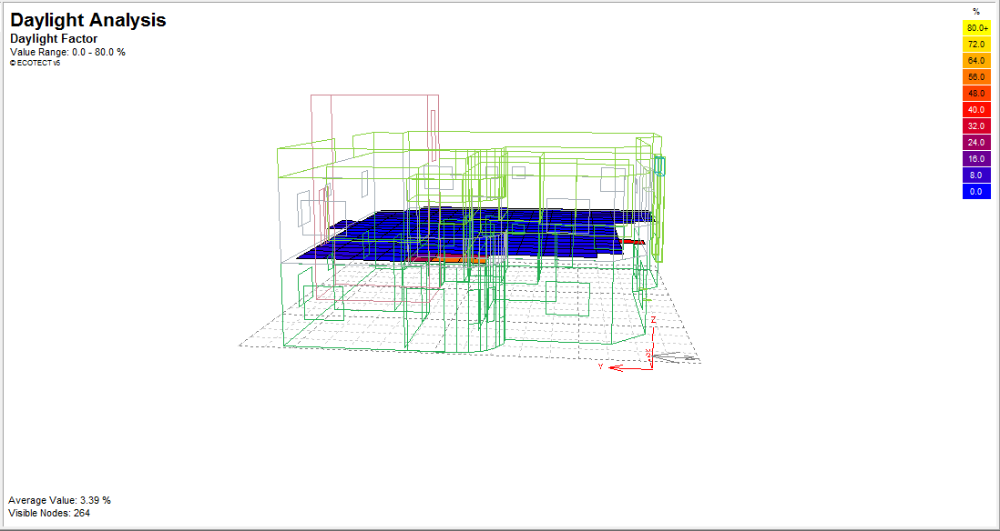 Daylight Analysis
Daylight Factor
Value Range: 0.0 - 80.0 %
© ECOTECT v5
%
80.0+
72.0
64.0
56.0
48.0
40.0
32.0
24.0
16.0
8.0
0.0
Z
X
Y
Average Value: 3.39 %
Visible Nodes: 264